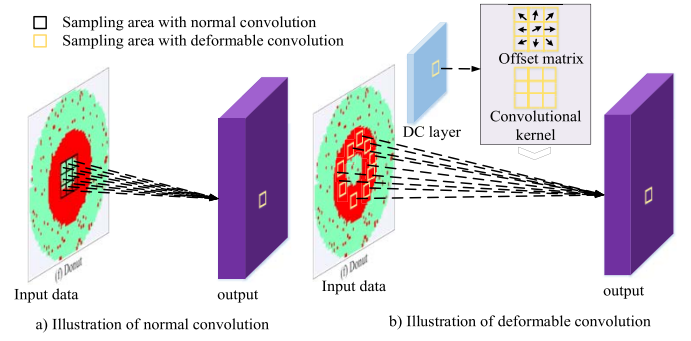 Sampling area with normal convolution
Sampling area with deformable convolution
Offset matrix
Convolutional
kernel
DC layer
(f) Donut
Input data
output
(f) Donut
Input data
output
a) Illustration of normal convolution
b) Illustration of deformable convolution